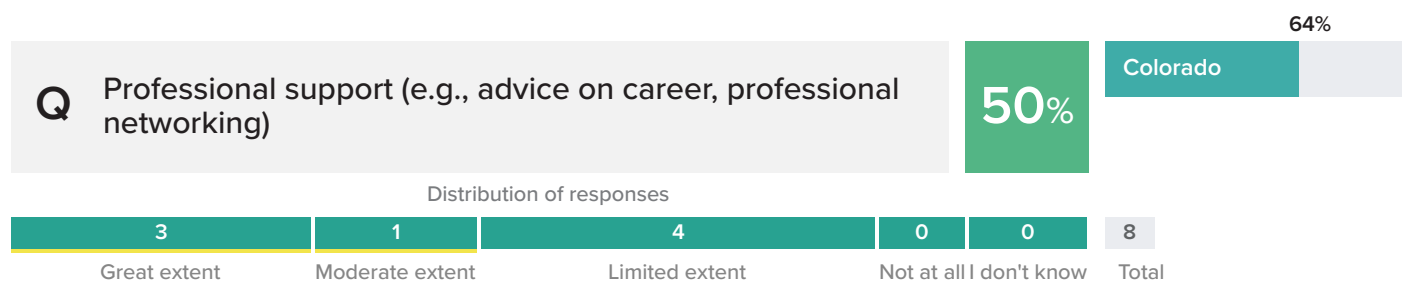 64%
Q
Professional support (e.g., advice on career, professional
networking)
50%
Colorado
Distribution of responses
3 1 4 0 0 8
Great extent Moderate extent Limited extent Not at all I don't know Total